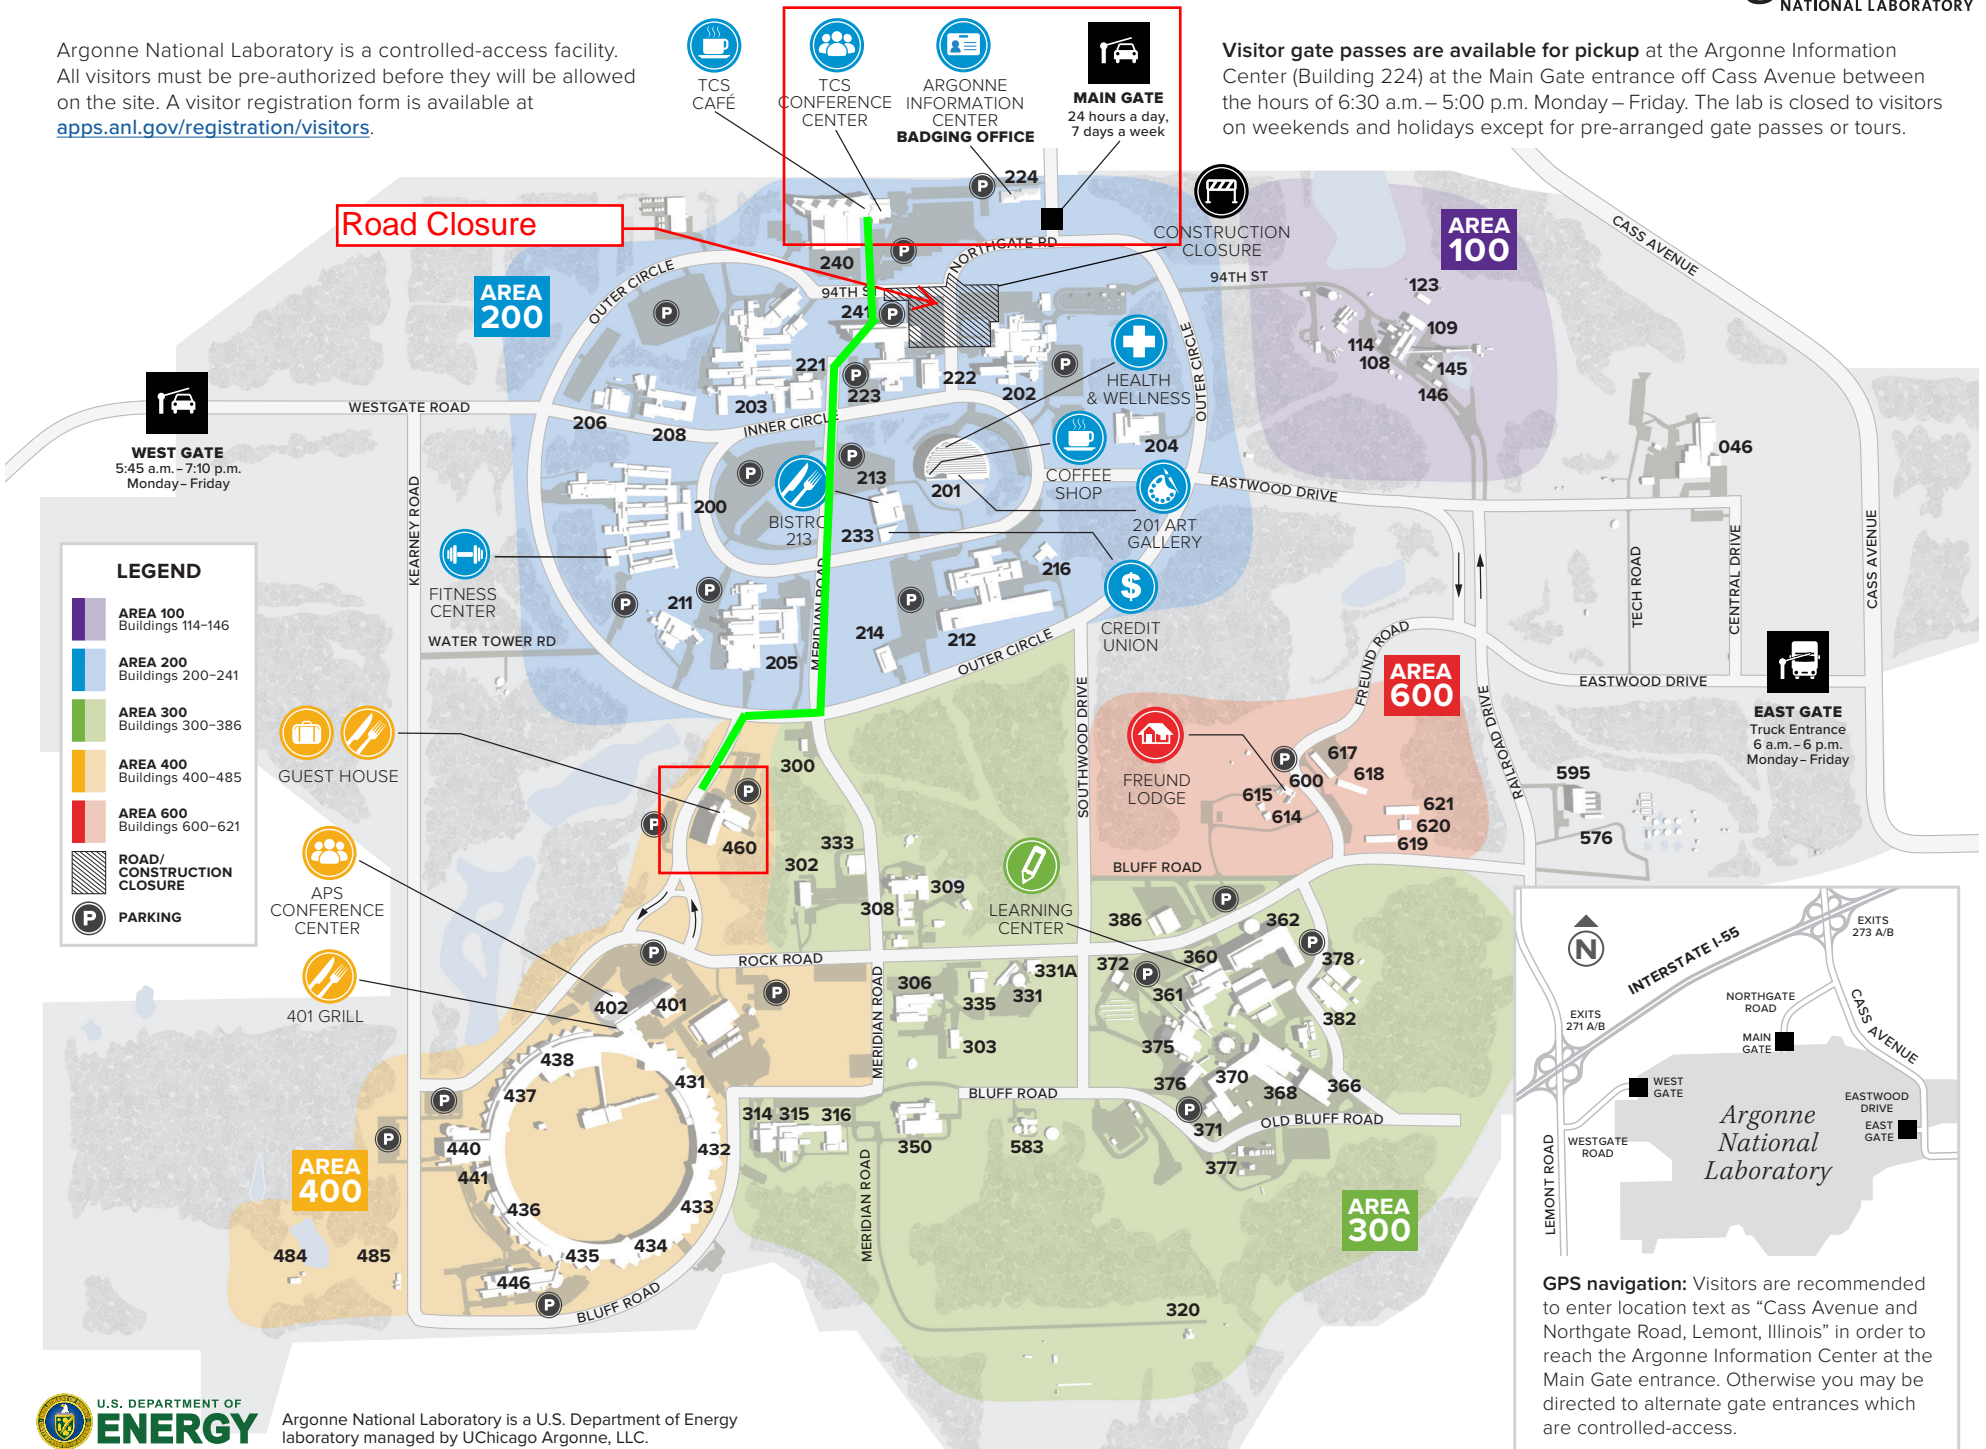 NATIONAL LABORATORY
Argonne National Laboratory is a controlled-access facility.
All visitors must be pre-authorized before they will be allowed
on the site. A visitor registration form is available at
apps.anl.gov/registration/visitors.
TCS
CAFÉ
TCS
CONFERENCE
CENTER
ARGONNE
INFORMATION
CENTER
BADGING OFFICE
MAIN GATE
24 hours a day,
7 days a week
Visitor gate passes are available for pickup at the Argonne Information
Center (Building 224) at the Main Gate entrance off Cass Avenue between
the hours of 6:30 a.m. – 5:00 p.m. Monday – Friday. The lab is closed to visitors
on weekends and holidays except for pre-arranged gate passes or tours.
P
224
Road Closure
CONSTRUCTION
CLOSURE
AREA
100
CASS AVENUE
AREA
200
OUTER CIRCLE
240
P
NORTHGATE RD
94TH ST
94TH S
241
P
P
123
109
114
108
145
146
221
P
223
222
202
P
HEALTH
& WELLNESS
OUTER CIRCLE
WEST GATE
5:45 a.m. – 7:10 p.m.
Monday – Friday
WESTGATE ROAD
206
208
203
INNER CIRCLE
204
046
KEARNEY ROAD
200
P
BISTRO
213
P
213
201
233
COFFEE
SHOP
201 ART
GALLERY
EASTWOOD DRIVE
CASS AVENUE
FITNESS
CENTER
WATER TOWER RD
P
211
P
205
MERIDIAN ROAD
214
P
212
216
OUTER CIRCLE
$
CREDIT
UNION
TECH ROAD
CENTRAL DRIVE
LEGEND
AREA 100
Buildings 114–146
AREA 200
Buildings 200–241
AREA 300
Buildings 300–386
AREA 400
Buildings 400–485
AREA 600
Buildings 600–621
ROAD/
CONSTRUCTION
CLOSURE
P
PARKING
GUEST HOUSE
FREUND ROAD
AREA
600
RAILROAD DRIVE
EASTWOOD DRIVE
EAST GATE
Truck Entrance
6 a.m. – 6 p.m.
Monday – Friday
SOUTHWOOD DRIVE
FREUND
LODGE
P
600
617
618
615
614
621
620
619
595
576
300
P
P
460
302
333
308
309
BLUFF ROAD
APS
CONFERENCE
CENTER
401 GRILL
LEARNING
CENTER
386
P
362
P
378
ROCK ROAD
P
402
401
P
306
335
331A
331
303
MERIDIAN ROAD
372
P
360
361
382
375
376
370
368
366
P
371
377
OLD BLUFF ROAD
438
437
431
432
433
434
435
436
P
P
440
441
446
P
484
485
AREA
400
BLUFF ROAD
314
315
316
350
583
BLUFF ROAD
MERIDIAN ROAD
320
AREA
300
N
INTERSTATE I-55
EXITS
273 A/B
EXITS
271 A/B
NORTHGATE
ROAD
MAIN
GATE
CASS AVENUE
WEST
GATE
WESTGATE
ROAD
LEMONT ROAD
EASTWOOD
DRIVE
EAST
GATE
Argonne
National
Laboratory
GPS navigation: Visitors are recommended
to enter location text as “Cass Avenue and
Northgate Road, Lemont, Illinois” in order to
reach the Argonne Information Center at the
Main Gate entrance. Otherwise you may be
directed to alternate gate entrances which
are controlled-access.
U.S. DEPARTMENT OF
ENERGY
Argonne National Laboratory is a U.S. Department of Energy
laboratory managed by UChicago Argonne, LLC.